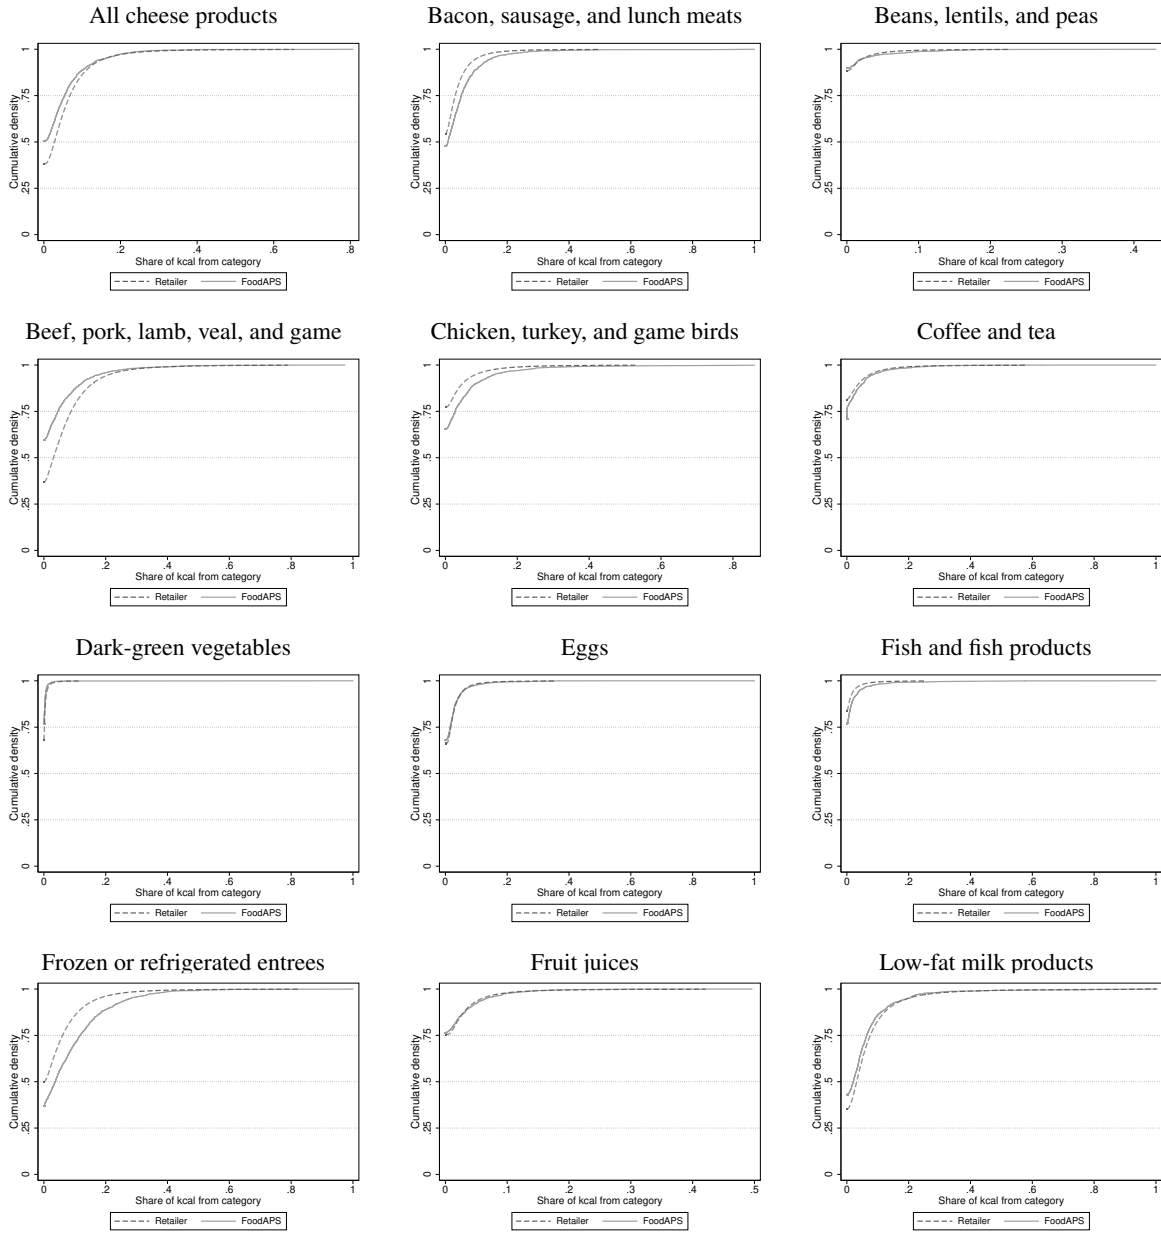 All cheese products
Cumulative density
0 .25 .5 .75 1
0 .2 .4 .6 .8
Share of kcal from category
Retailer FoodAPS
Bacon, sausage, and lunch meats
Cumulative density
0 .25 .5 .75 1
0 .2 .4 .6 .8 1
Share of kcal from category
Retailer FoodAPS
Beans, lentils, and peas
Cumulative density
0 .25 .5 .75 1
0 .1 .2 .3 .4
Share of kcal from category
Retailer FoodAPS
Beef, pork, lamb, veal, and game
Cumulative density
0 .25 .5 .75 1
0 .2 .4 .6 .8 1
Share of kcal from category
Retailer FoodAPS
Chicken, turkey, and game birds
Cumulative density
0 .25 .5 .75 1
0 .2 .4 .6 .8
Share of kcal from category
Retailer FoodAPS
Coffee and tea
Cumulative density
0 .25 .5 .75 1
0 .2 .4 .6 .8 1
Share of kcal from category
Retailer FoodAPS
Dark-green vegetables
Cumulative density
0 .25 .5 .75 1
0 .2 .4 .6 .8 1
Share of kcal from category
Retailer FoodAPS
Eggs
Cumulative density
0 .25 .5 .75 1
0 .2 .4 .6 .8 1
Share of kcal from category
Retailer FoodAPS
Fish and fish products
Cumulative density
0 .25 .5 .75 1
0 .2 .4 .6 .8 1
Share of kcal from category
Retailer FoodAPS
Frozen or refrigerated entrees
Cumulative density
0 .25 .5 .75 1
0 .2 .4 .6 .8 1
Share of kcal from category
Retailer FoodAPS
Fruit juices
Cumulative density
0 .25 .5 .75 1
0 .1 .2 .3 .4 .5
Share of kcal from category
Retailer FoodAPS
Low-fat milk products
Cumulative density
0 .25 .5 .75 1
0 .2 .4 .6 .8 1
Share of kcal from category
Retailer FoodAPS